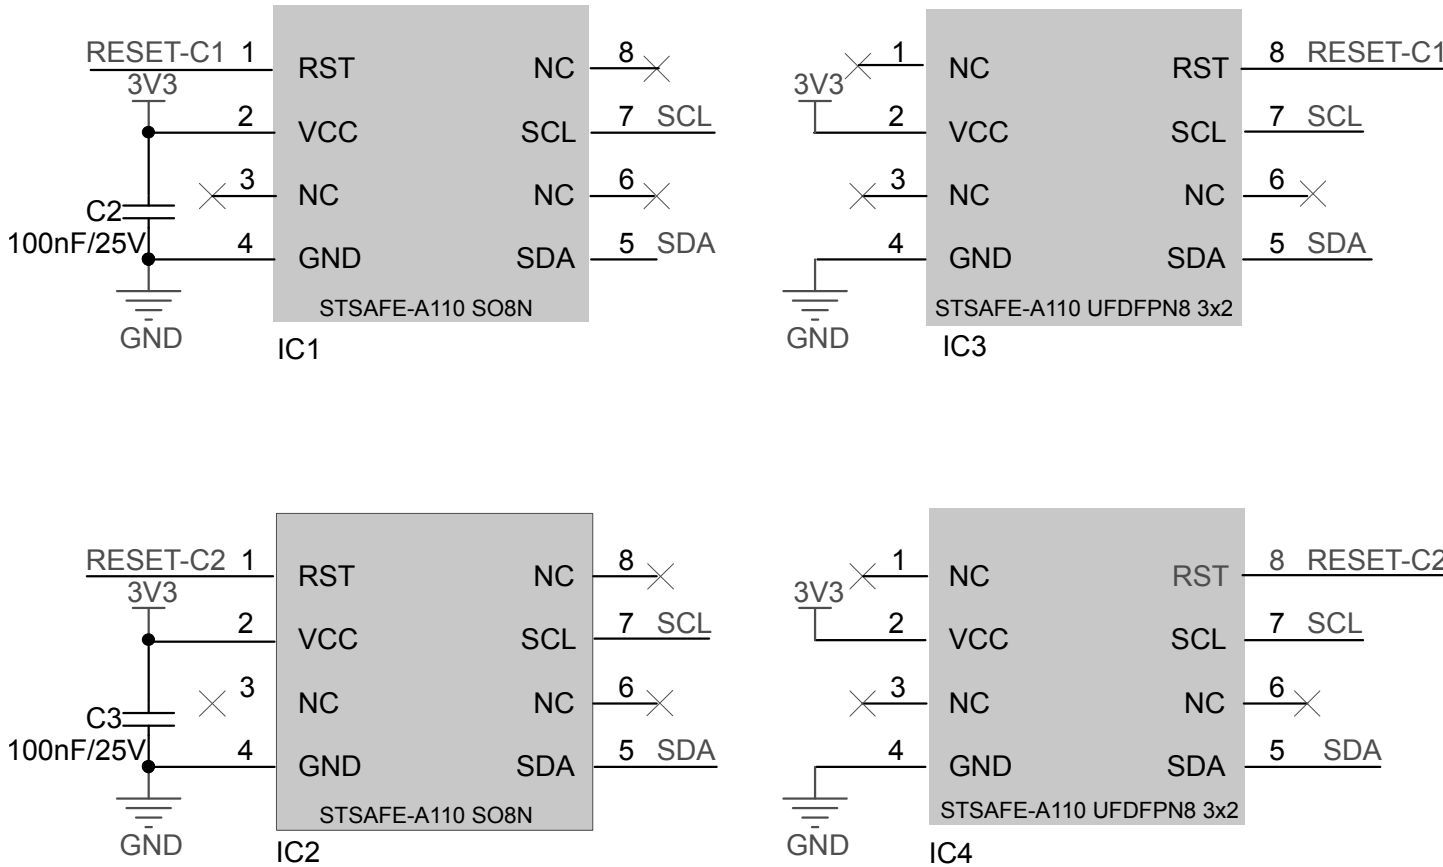 RESET-C1 1 RST NC 8
3V3
2 VCC SCL 7 SCL
3 NC NC 6
C2
100nF/25V 4 GND SDA 5 SDA
STSAFE-A110 SO8N
GND
IC1
1 NC RST 8 RESET-C1
3V3
2 VCC SCL 7 SCL
3 NC NC 6
4 GND SDA 5 SDA
STSAFE-A110 UFDFPN8 3x2
GND
IC3
RESET-C2 1 RST NC 8
3V3
2 VCC SCL 7 SCL
3 NC NC 6
C3
100nF/25V 4 GND SDA 5 SDA
STSAFE-A110 SO8N
GND
IC2
1 NC RST 8 RESET-C2
3V3
2 VCC SCL 7 SCL
3 NC NC 6
4 GND SDA 5 SDA
STSAFE-A110 UFDFPN8 3x2
GND
IC4